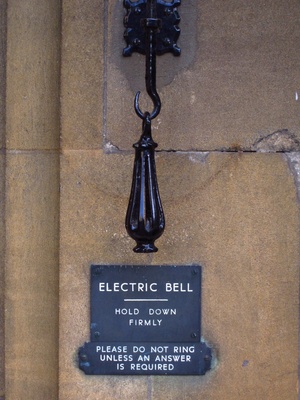 ELECTRIC BELL
HOLD DOWN
FIRMLY
PLEASE DO NOT RING
UNLESS AN ANSWER
IS REQUIRED